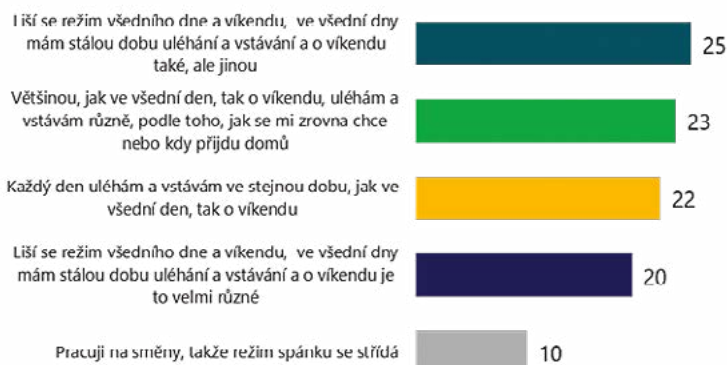 Liší se režim všedního dne a víkendu, ve všední dny
mám stálou dobu uléhání a vstávání a o víkendu
také, ale jinou
25
Většinou, jak ve všední den, tak o víkendu, uléhám a
vstávám různě, podle toho, jak se mi zrovna chce
nebo kdy přijdu domů
23
Každý den uléhám a vstávám ve stejnou dobu, jak ve
všední den, tak o víkendu
22
Liší se režim všedního dne a víkendu, ve všední dny
mám stálou dobu uléhání a vstávání a o víkendu je
to velmi různé
20
Pracuji na směny, takže režim spánku se střídá
10